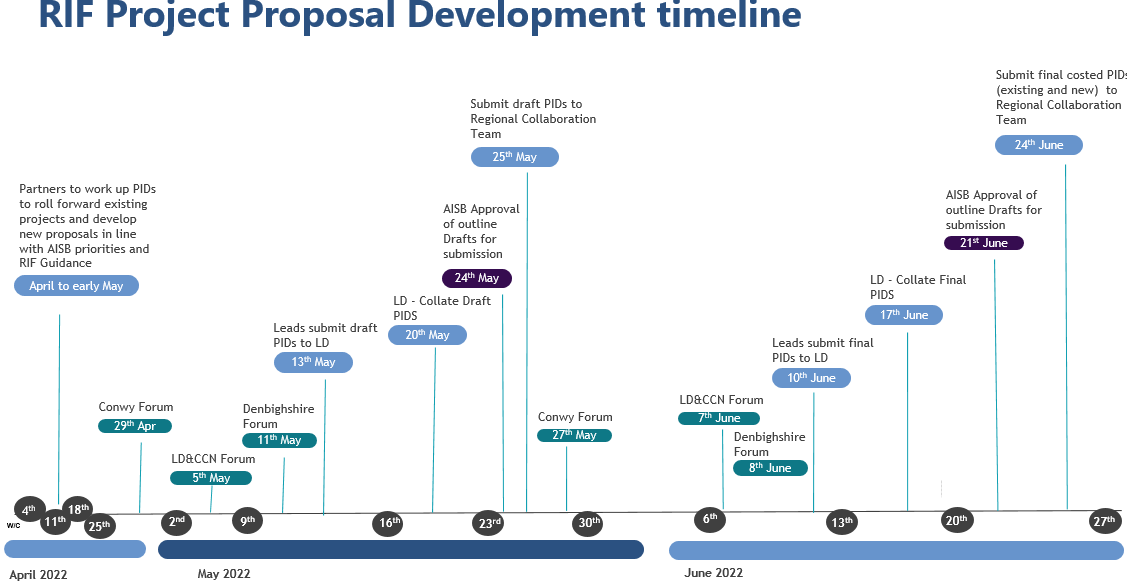 RIF Project Proposal Development timeline
Partners to work up PIDs
to roll forward existing
projects and develop
new proposals in line
with AISB priorities and
RIF Guidance
April to early May
Conwy Forum
29th Apr
LD&CCN Forum
5th May
Denbighshire
Forum
11th May
Leads submit draft
PIDs to LD
13th May
LD - Collate Draft
PIDS
20th May
AISB Approval
of outline
Drafts for
submission
24th May
Submit draft PIDs to
Regional Collaboration
Team
25th May
Conwy Forum
27th May
LD&CCN Forum
7th June
Denbighshire
Forum
8th June
Leads submit final
PIDs to LD
10th June
LD - Collate Final
PIDS
17th June
AISB Approval of
outline Drafts for
submission
21st June
Submit final costed PIDs
(existing and new) to
Regional Collaboration
Team
24th June
W/C
4th
11th
18th
25th
2nd
9th
16th
23rd
30th
6th
13th
20th
27th
April 2022
May 2022
June 2022